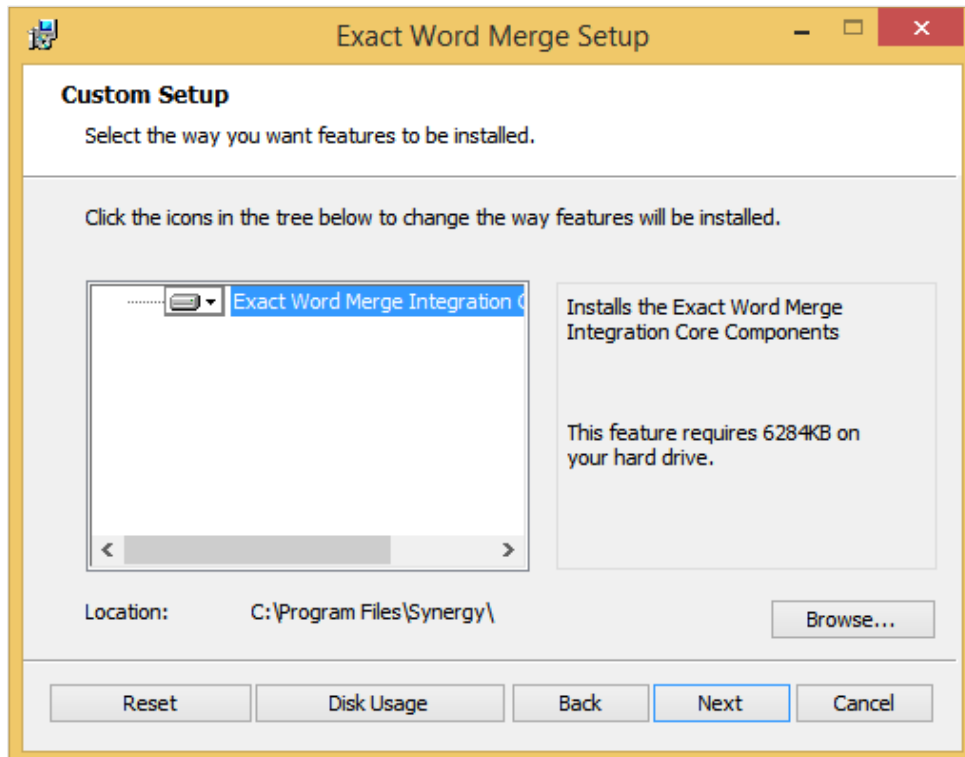 Exact Word Merge Setup
Custom Setup
Select the way you want features to be installed.
Click the icons in the tree below to change the way features will be installed.
Exact Word Merge Integration
Installs the Exact Word Merge
Integration Core Components
This feature requires 6284KB on
your hard drive.
Location: C:\Program Files\Synergy\
Browse...
Reset Disk Usage Back Next Cancel